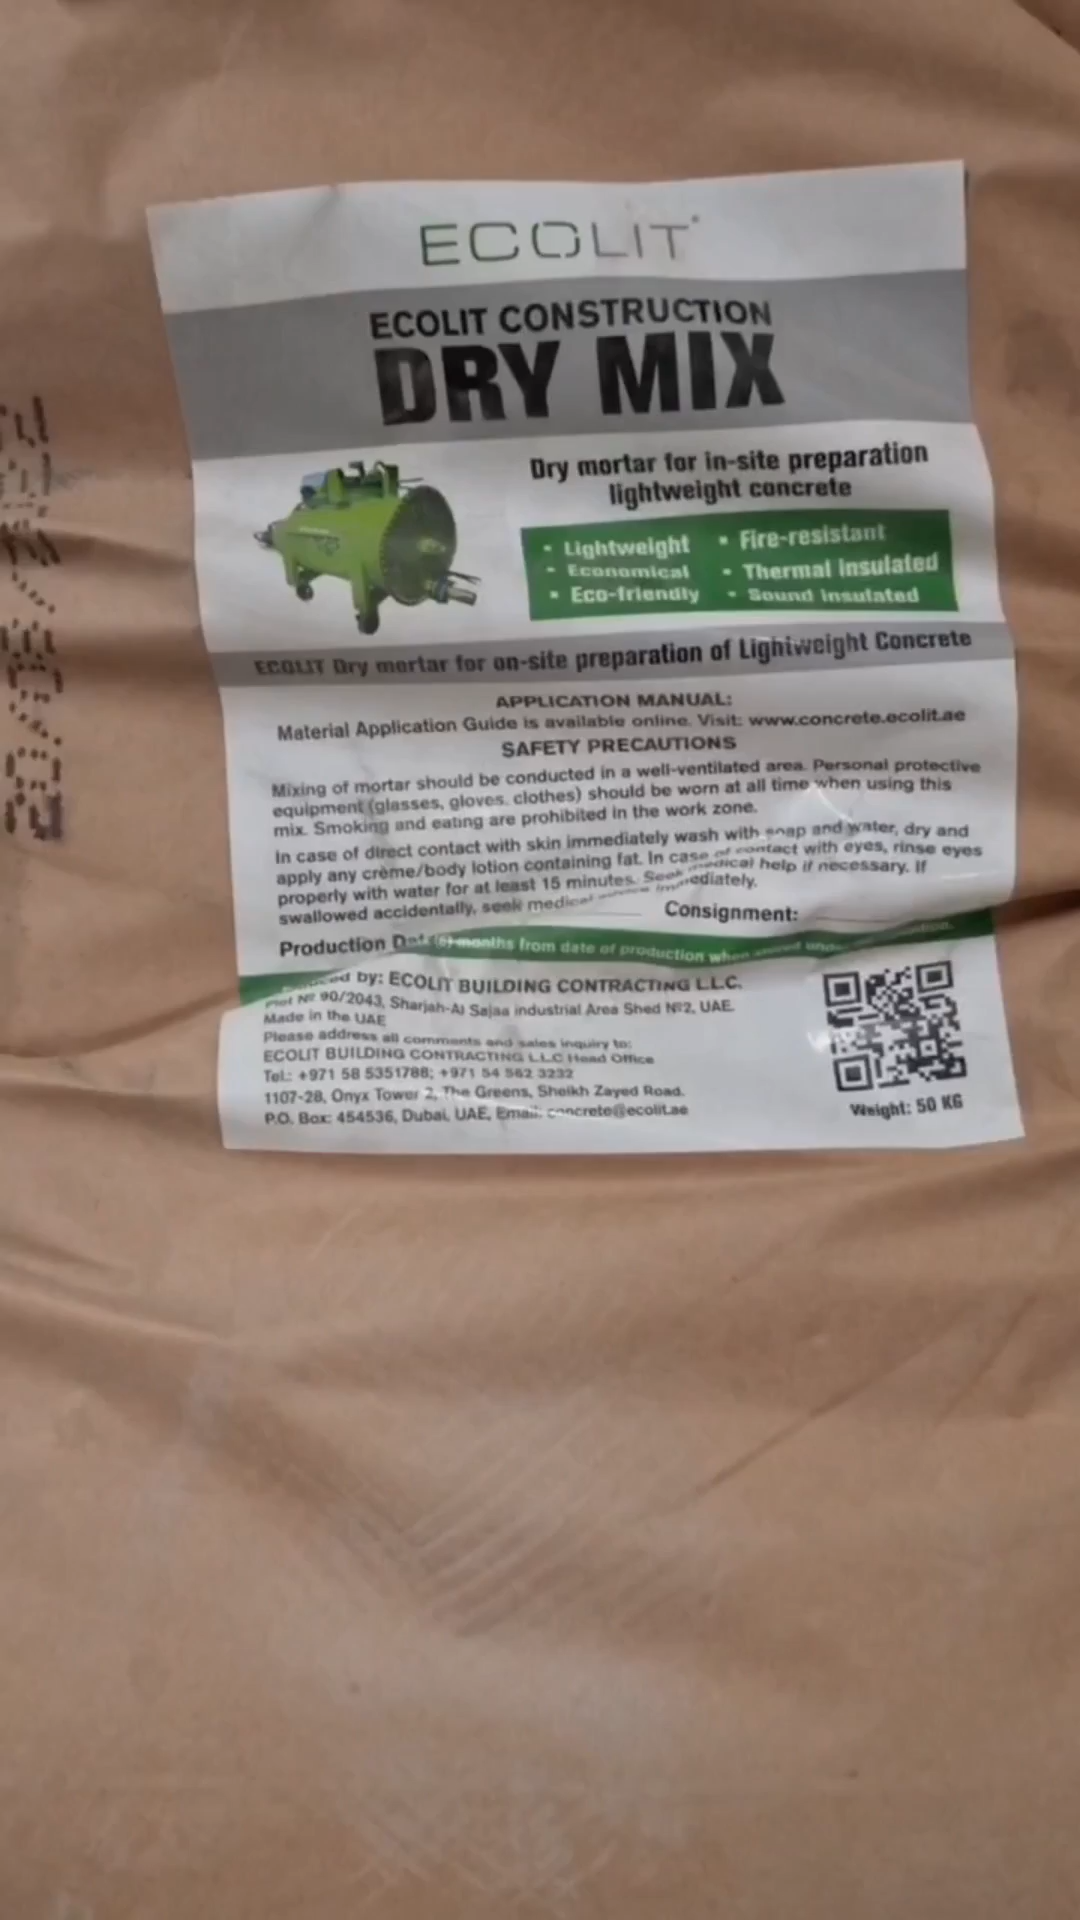 ECOLIT
ECOLIT CONSTRUCTION
DRY MIX
Dry mortar for in-site preparation
lightweight concrete
• Lightweight
• Economical
• Eco-friendly
• Fire-resistant
• Thermal insulated
• Sound insulated
ECOLIT Dry mortar for on-site preparation of Lightweight Concrete
APPLICATION MANUAL:
Material Application Guide is available online. Visit: www.concrete.ecolit.ae
SAFETY PRECAUTIONS
Mixing of mortar should be conducted in a well-ventilated area. Personal protective
equipment (glasses, gloves, clothes) should be worn at all time when using this
mix. Smoking and eating are prohibited in the work zone.
In case of direct contact with skin immediately wash with soap and water, dry and
apply any crème/body lotion containing fat. In case of contact with eyes, rinse eyes
properly with water for at least 15 minutes. Seek medical help if necessary. If
swallowed accidentally, seek medical immediately.
Production Consignment:
(6) months from date of production when
by: ECOLIT BUILDING CONTRACTING L.L.C.
Plot № 90/2043, Sharjah-Al Sajaa industrial Area Shed №2, UAE.
Made in the UAE
Please address all comments and sales inquiry to:
ECOLIT BUILDING CONTRACTING L.L.C Head Office
Tel.: +971 58 5351788; +971 54 562 3232
1107-28, Onyx Tower 2, The Greens, Sheikh Zayed Road.
P.O. Box: 454536, Dubai, UAE, Email: concrete@ecolit.ae
Weight: 50 KG